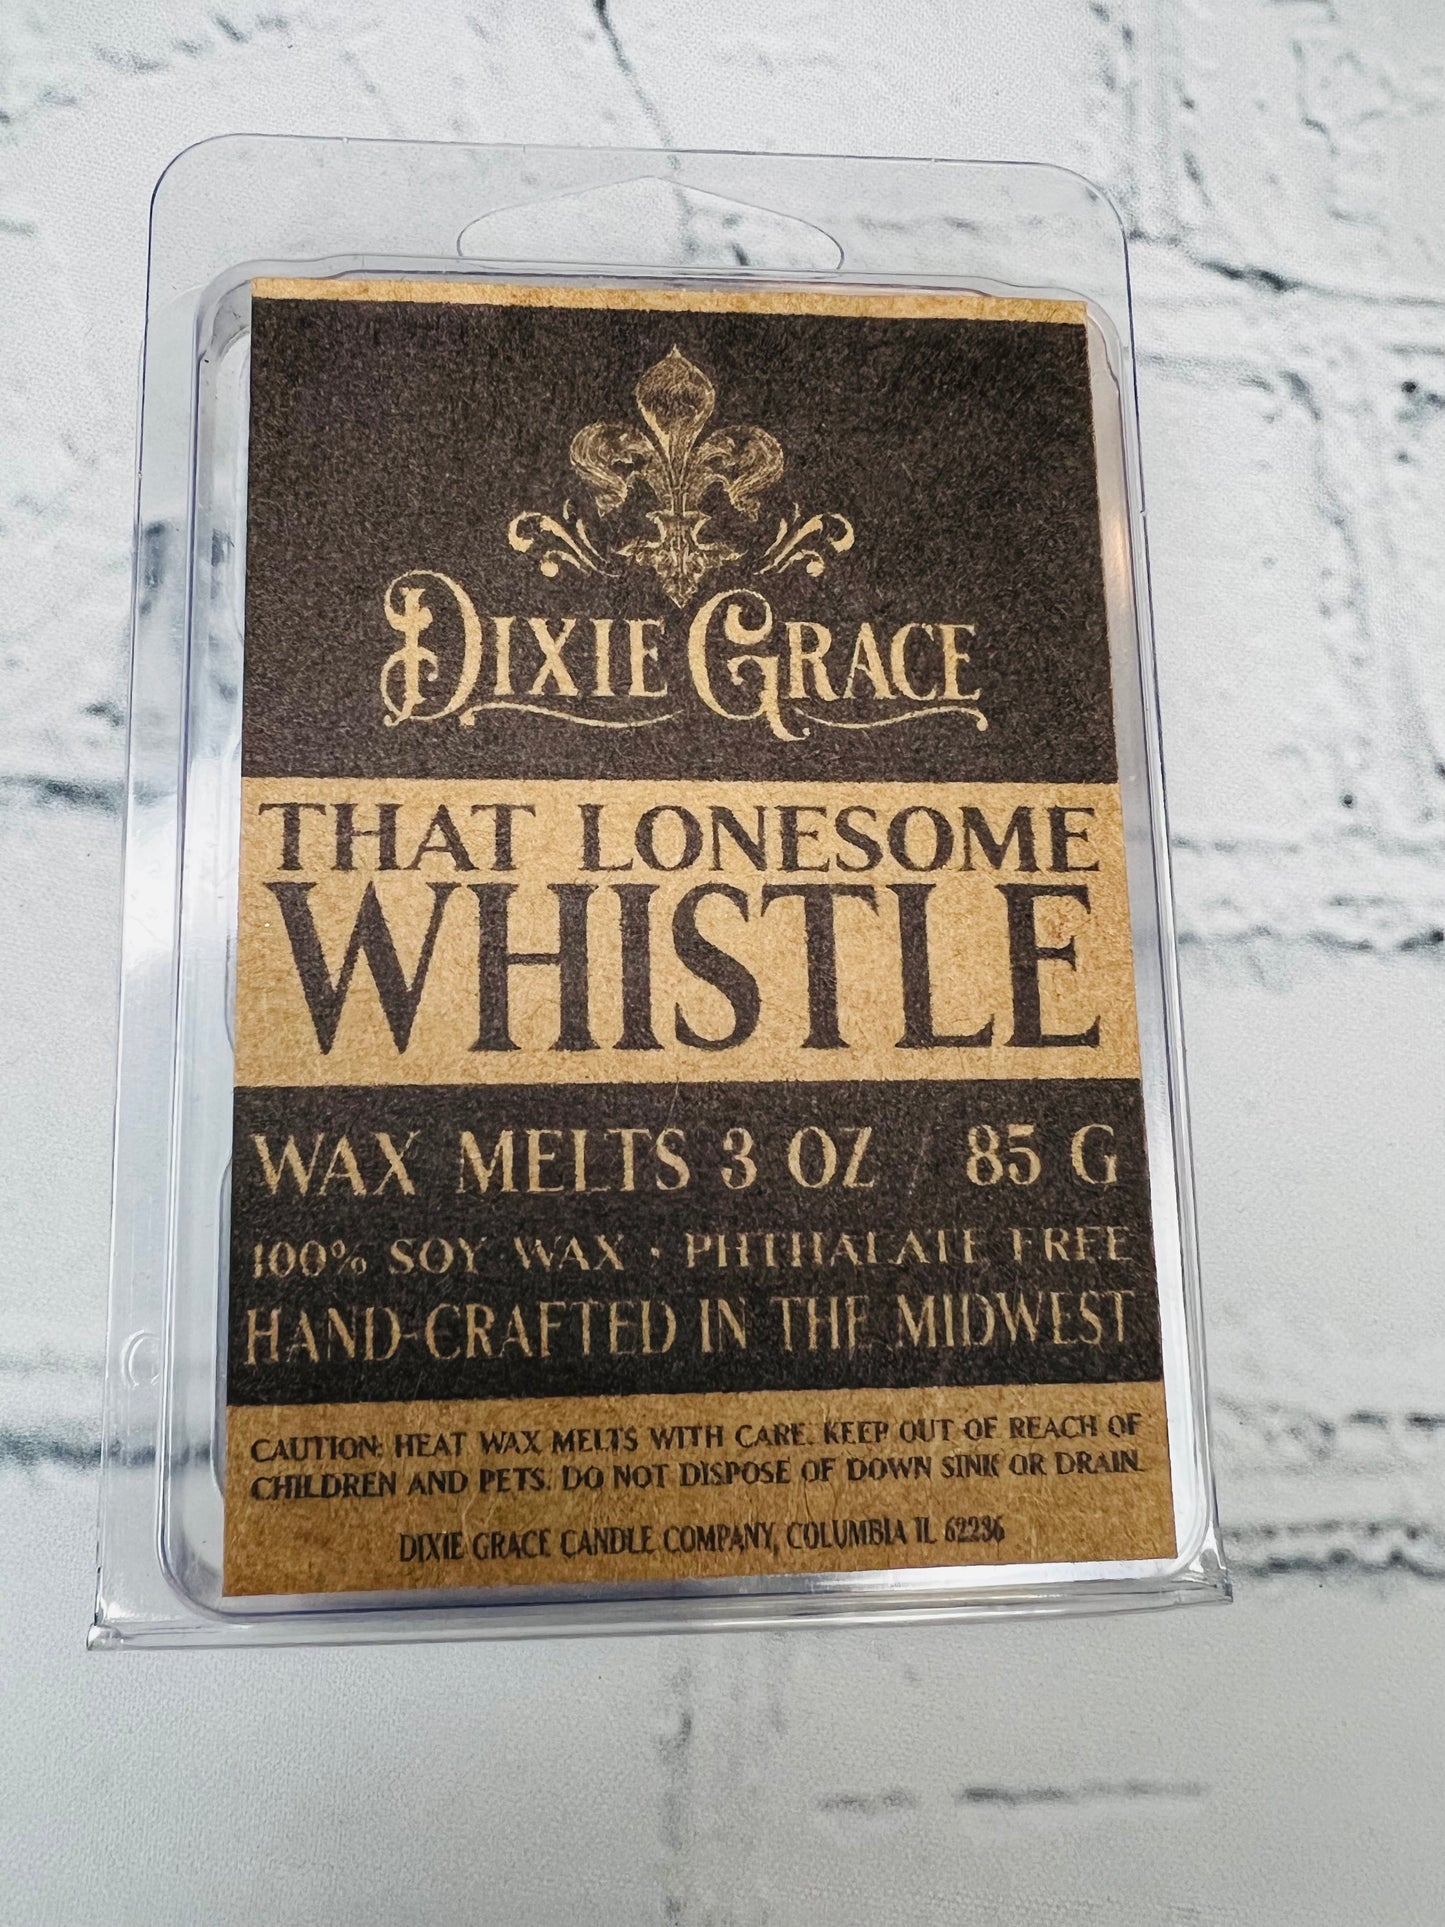 DIXIE GRACE
THAT LONESOME
WHISTLE
WAX MELTS 3 OZ 85 G
100% SOY WAX · PHTHALATE FREE
HAND-CRAFTED IN THE MIDWEST
CAUTION: HEAT WAX MELTS WITH CARE. KEEP OUT OF REACH OF
CHILDREN AND PETS. DO NOT DISPOSE OF DOWN SINK OR DRAIN.
DIXIE GRACE CANDLE COMPANY, COLUMBIA IL 62236